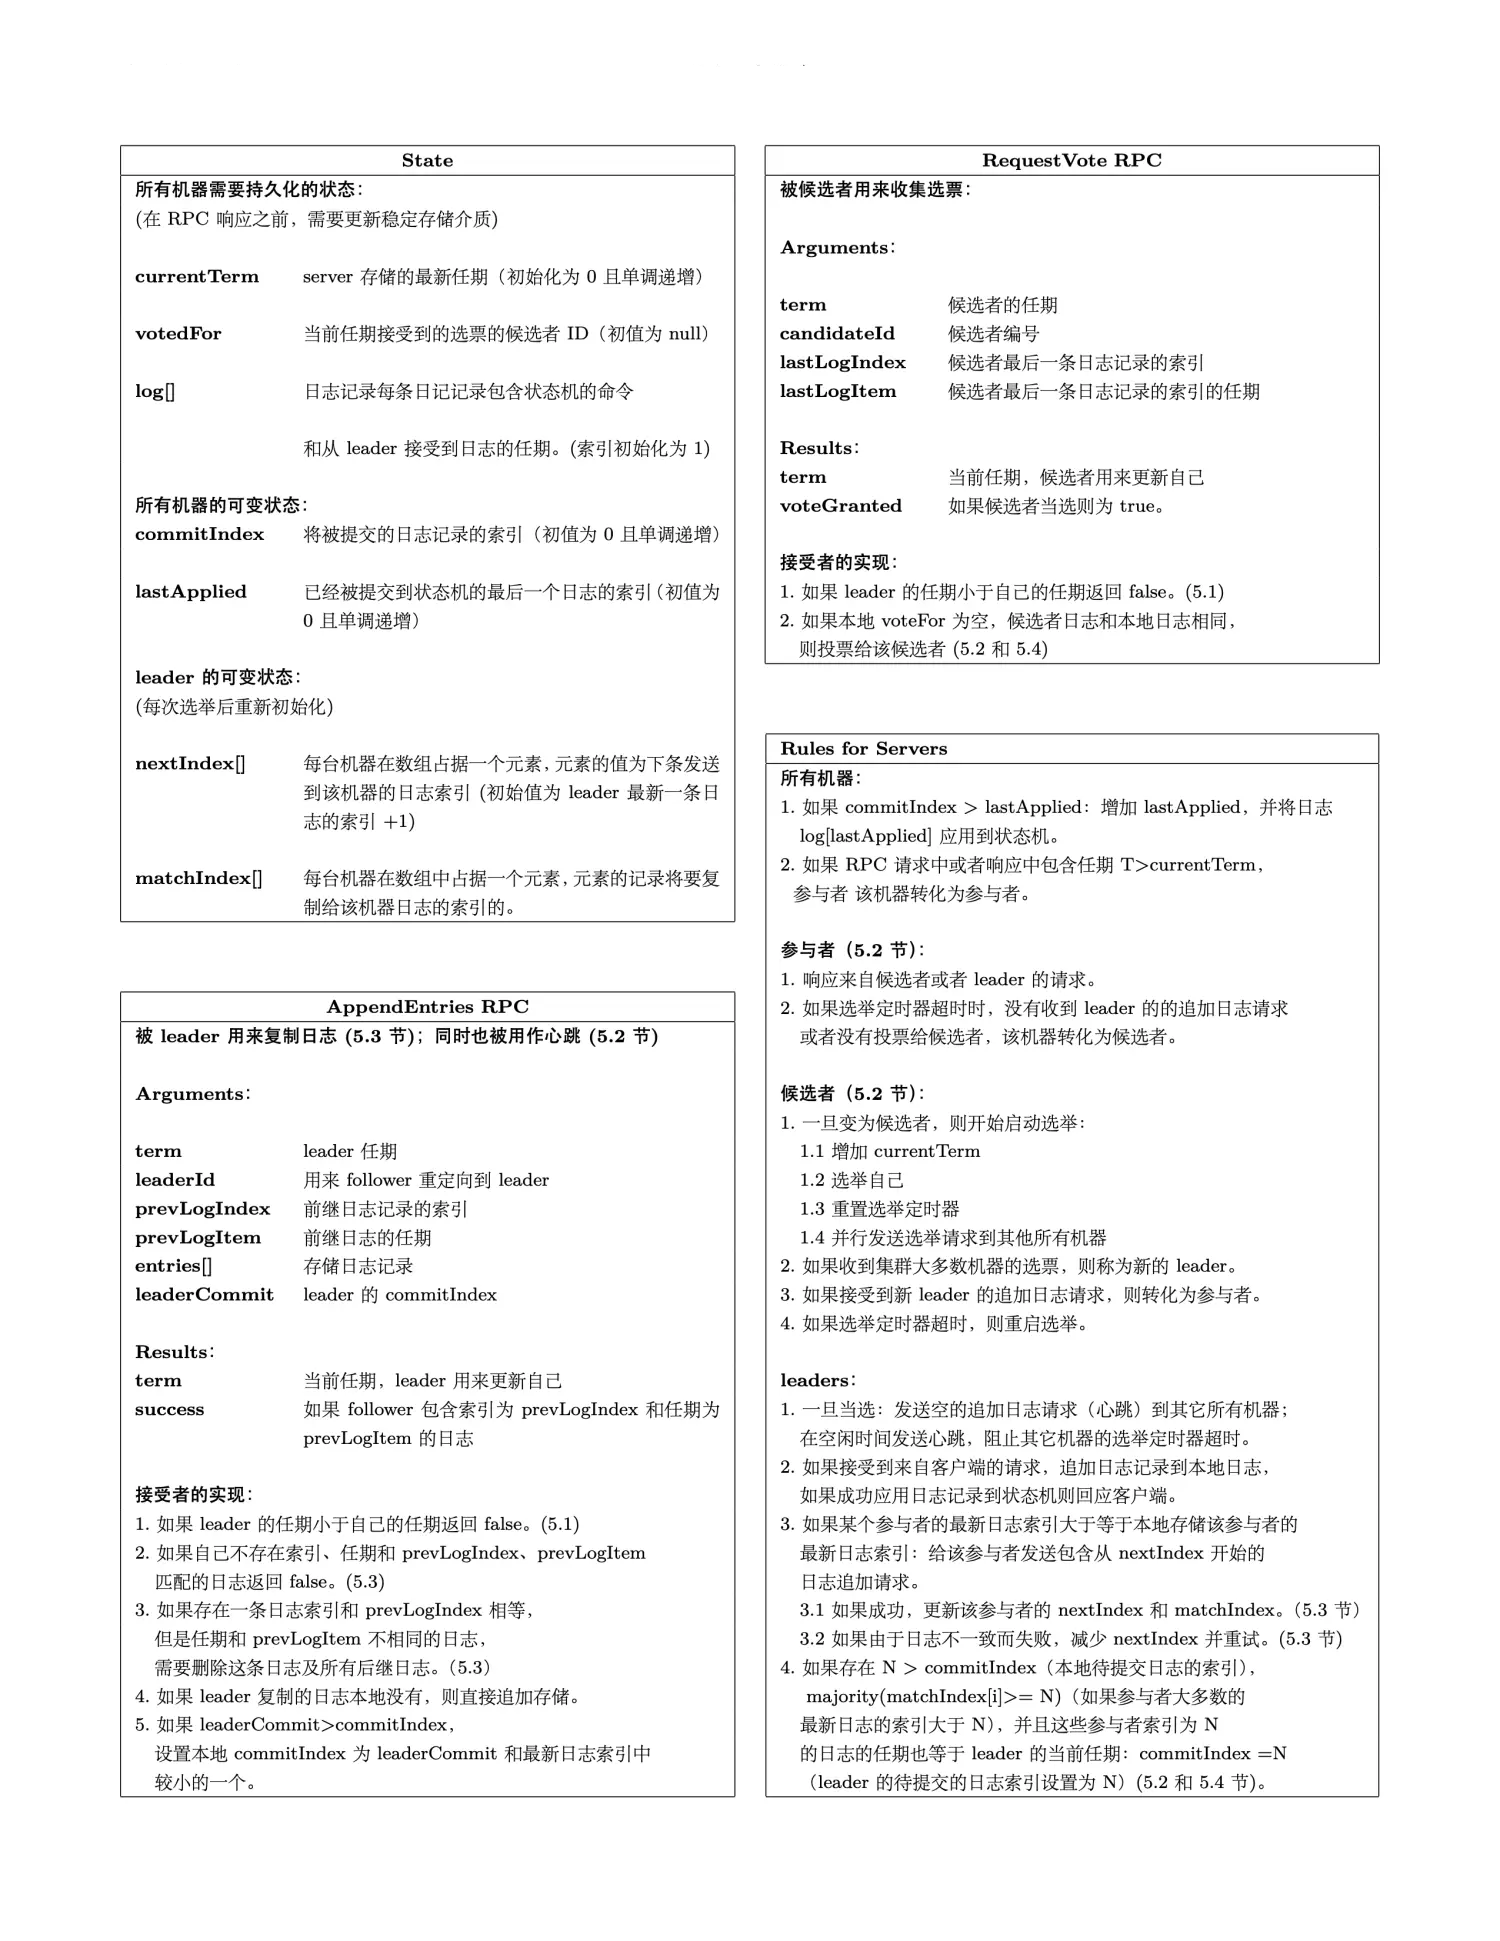 State
所有机器需要持久化的状态：
(在 RPC 响应之前，需要更新稳定存储介质)
currentTerm server 存储的最新任期（初始化为 0 且单调递增）
votedFor 当前任期接受到的选票的候选者 ID（初值为 null）
log[] 日志记录每条日记记录包含状态机的命令
和从 leader 接受到日志的任期。(索引初始化为 1)
所有机器的可变状态：
commitIndex 将被提交的日志记录的索引（初值为 0 且单调递增）
lastApplied 已经被提交到状态机的最后一个日志的索引（初值为
0 且单调递增）
leader 的可变状态：
(每次选举后重新初始化)
nextIndex[] 每台机器在数组占据一个元素，元素的值为下条发送
到该机器的日志索引 (初始值为 leader 最新一条日
志的索引 +1)
matchIndex[] 每台机器在数组中占据一个元素，元素的记录将要复
制给该机器日志的索引的。
AppendEntries RPC
被 leader 用来复制日志 (5.3 节)；同时也被用作心跳 (5.2 节)
Arguments：
term leader 任期
leaderId 用来 follower 重定向到 leader
prevLogIndex 前继日志记录的索引
prevLogItem 前继日志的任期
entries[] 存储日志记录
leaderCommit leader 的 commitIndex
Results：
term 当前任期，leader 用来更新自己
success 如果 follower 包含索引为 prevLogIndex 和任期为
prevLogItem 的日志
接受者的实现：
1. 如果 leader 的任期小于自己的任期返回 false。(5.1)
2. 如果自己不存在索引、任期和 prevLogIndex、prevLogItem
匹配的日志返回 false。(5.3)
3. 如果存在一条日志索引和 prevLogIndex 相等，
但是任期和 prevLogItem 不相同的日志，
需要删除这条日志及所有后继日志。（5.3）
4. 如果 leader 复制的日志本地没有，则直接追加存储。
5. 如果 leaderCommit>commitIndex，
设置本地 commitIndex 为 leaderCommit 和最新日志索引中
较小的一个。
RequestVote RPC
被候选者用来收集选票：
Arguments：
term 候选者的任期
candidateId 候选者编号
lastLogIndex 候选者最后一条日志记录的索引
lastLogItem 候选者最后一条日志记录的索引的任期
Results：
term 当前任期，候选者用来更新自己
voteGranted 如果候选者当选则为 true。
接受者的实现：
1. 如果 leader 的任期小于自己的任期返回 false。(5.1)
2. 如果本地 voteFor 为空，候选者日志和本地日志相同，
则投票给该候选者 (5.2 和 5.4)
Rules for Servers
所有机器：
1. 如果 commitIndex > lastApplied：增加 lastApplied，并将日志
log[lastApplied] 应用到状态机。
2. 如果 RPC 请求中或者响应中包含任期 T>currentTerm，
参与者 该机器转化为参与者。
参与者（5.2 节）：
1. 响应来自候选者或者 leader 的请求。
2. 如果选举定时器超时时，没有收到 leader 的的追加日志请求
或者没有投票给候选者，该机器转化为候选者。
候选者（5.2 节）：
1. 一旦变为候选者，则开始启动选举：
1.1 增加 currentTerm
1.2 选举自己
1.3 重置选举定时器
1.4 并行发送选举请求到其他所有机器
2. 如果收到集群大多数机器的选票，则称为新的 leader。
3. 如果接受到新 leader 的追加日志请求，则转化为参与者。
4. 如果选举定时器超时，则重启选举。
leaders：
1. 一旦当选：发送空的追加日志请求（心跳）到其它所有机器；
在空闲时间发送心跳，阻止其它机器的选举定时器超时。
2. 如果接受到来自客户端的请求，追加日志记录到本地日志，
如果成功应用日志记录到状态机则回应客户端。
3. 如果某个参与者的最新日志索引大于等于本地存储该参与者的
最新日志索引：给该参与者发送包含从 nextIndex 开始的
日志追加请求。
3.1 如果成功，更新该参与者的 nextIndex 和 matchIndex。（5.3 节）
3.2 如果由于日志不一致而失败，减少 nextIndex 并重试。(5.3 节)
4. 如果存在 N > commitIndex（本地待提交日志的索引），
majority(matchIndex[i]>= N)（如果参与者大多数的
最新日志的索引大于 N），并且这些参与者索引为 N
的日志的任期也等于 leader 的当前任期：commitIndex =N
（leader 的待提交的日志索引设置为 N）(5.2 和 5.4 节)。